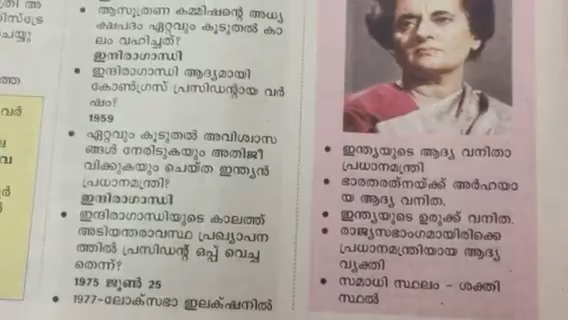 ആസൂത്രണ കമ്മിഷന്റെ അധ്യ
ക്ഷപദം ഏറ്റവും കൂടുതൽ കാ
ലം വഹിച്ചത്?
ഇന്ദിരാഗാന്ധി
• ഇന്ദിരാഗാന്ധി ആദ്യമായി
കോൺഗ്രസ് പ്രസിഡന്റായ വർ
ഷം?
1959
• ഏറ്റവും കൂടുതൽ അവിശ്വാസ
ങ്ങൾ നേരിടുകയും അതിജീ
വിക്കുകയും ചെയ്ത ഇന്ത്യൻ
പ്രധാനമന്ത്രി?
ഇന്ദിരാഗാന്ധി
• ഇന്ദിരാഗാന്ധിയുടെ കാലത്ത്
അടിയന്തരാവസ്ഥ പ്രഖ്യാപന
ത്തിൽ പ്രസിഡന്റ് ഒപ്പ് വെച്ച
തെന്ന്?
1975 ജൂൺ 25
• 1977-ലോക്സഭാ ഇലക്ഷനിൽ
• ഇന്ത്യയുടെ ആദ്യ വനിതാ
പ്രധാനമന്ത്രി
• ഭാരതരത്നയ്ക്ക് അർഹയാ
യ ആദ്യ വനിത.
• ഇന്ത്യയുടെ ഉരുക്ക് വനിത.
• രാജ്യസഭാംഗമായിരിക്കെ
പ്രധാനമന്ത്രിയായ ആദ്യ
വ്യക്തി
• സമാധി സ്ഥലം - ശക്തി
സ്ഥൽ